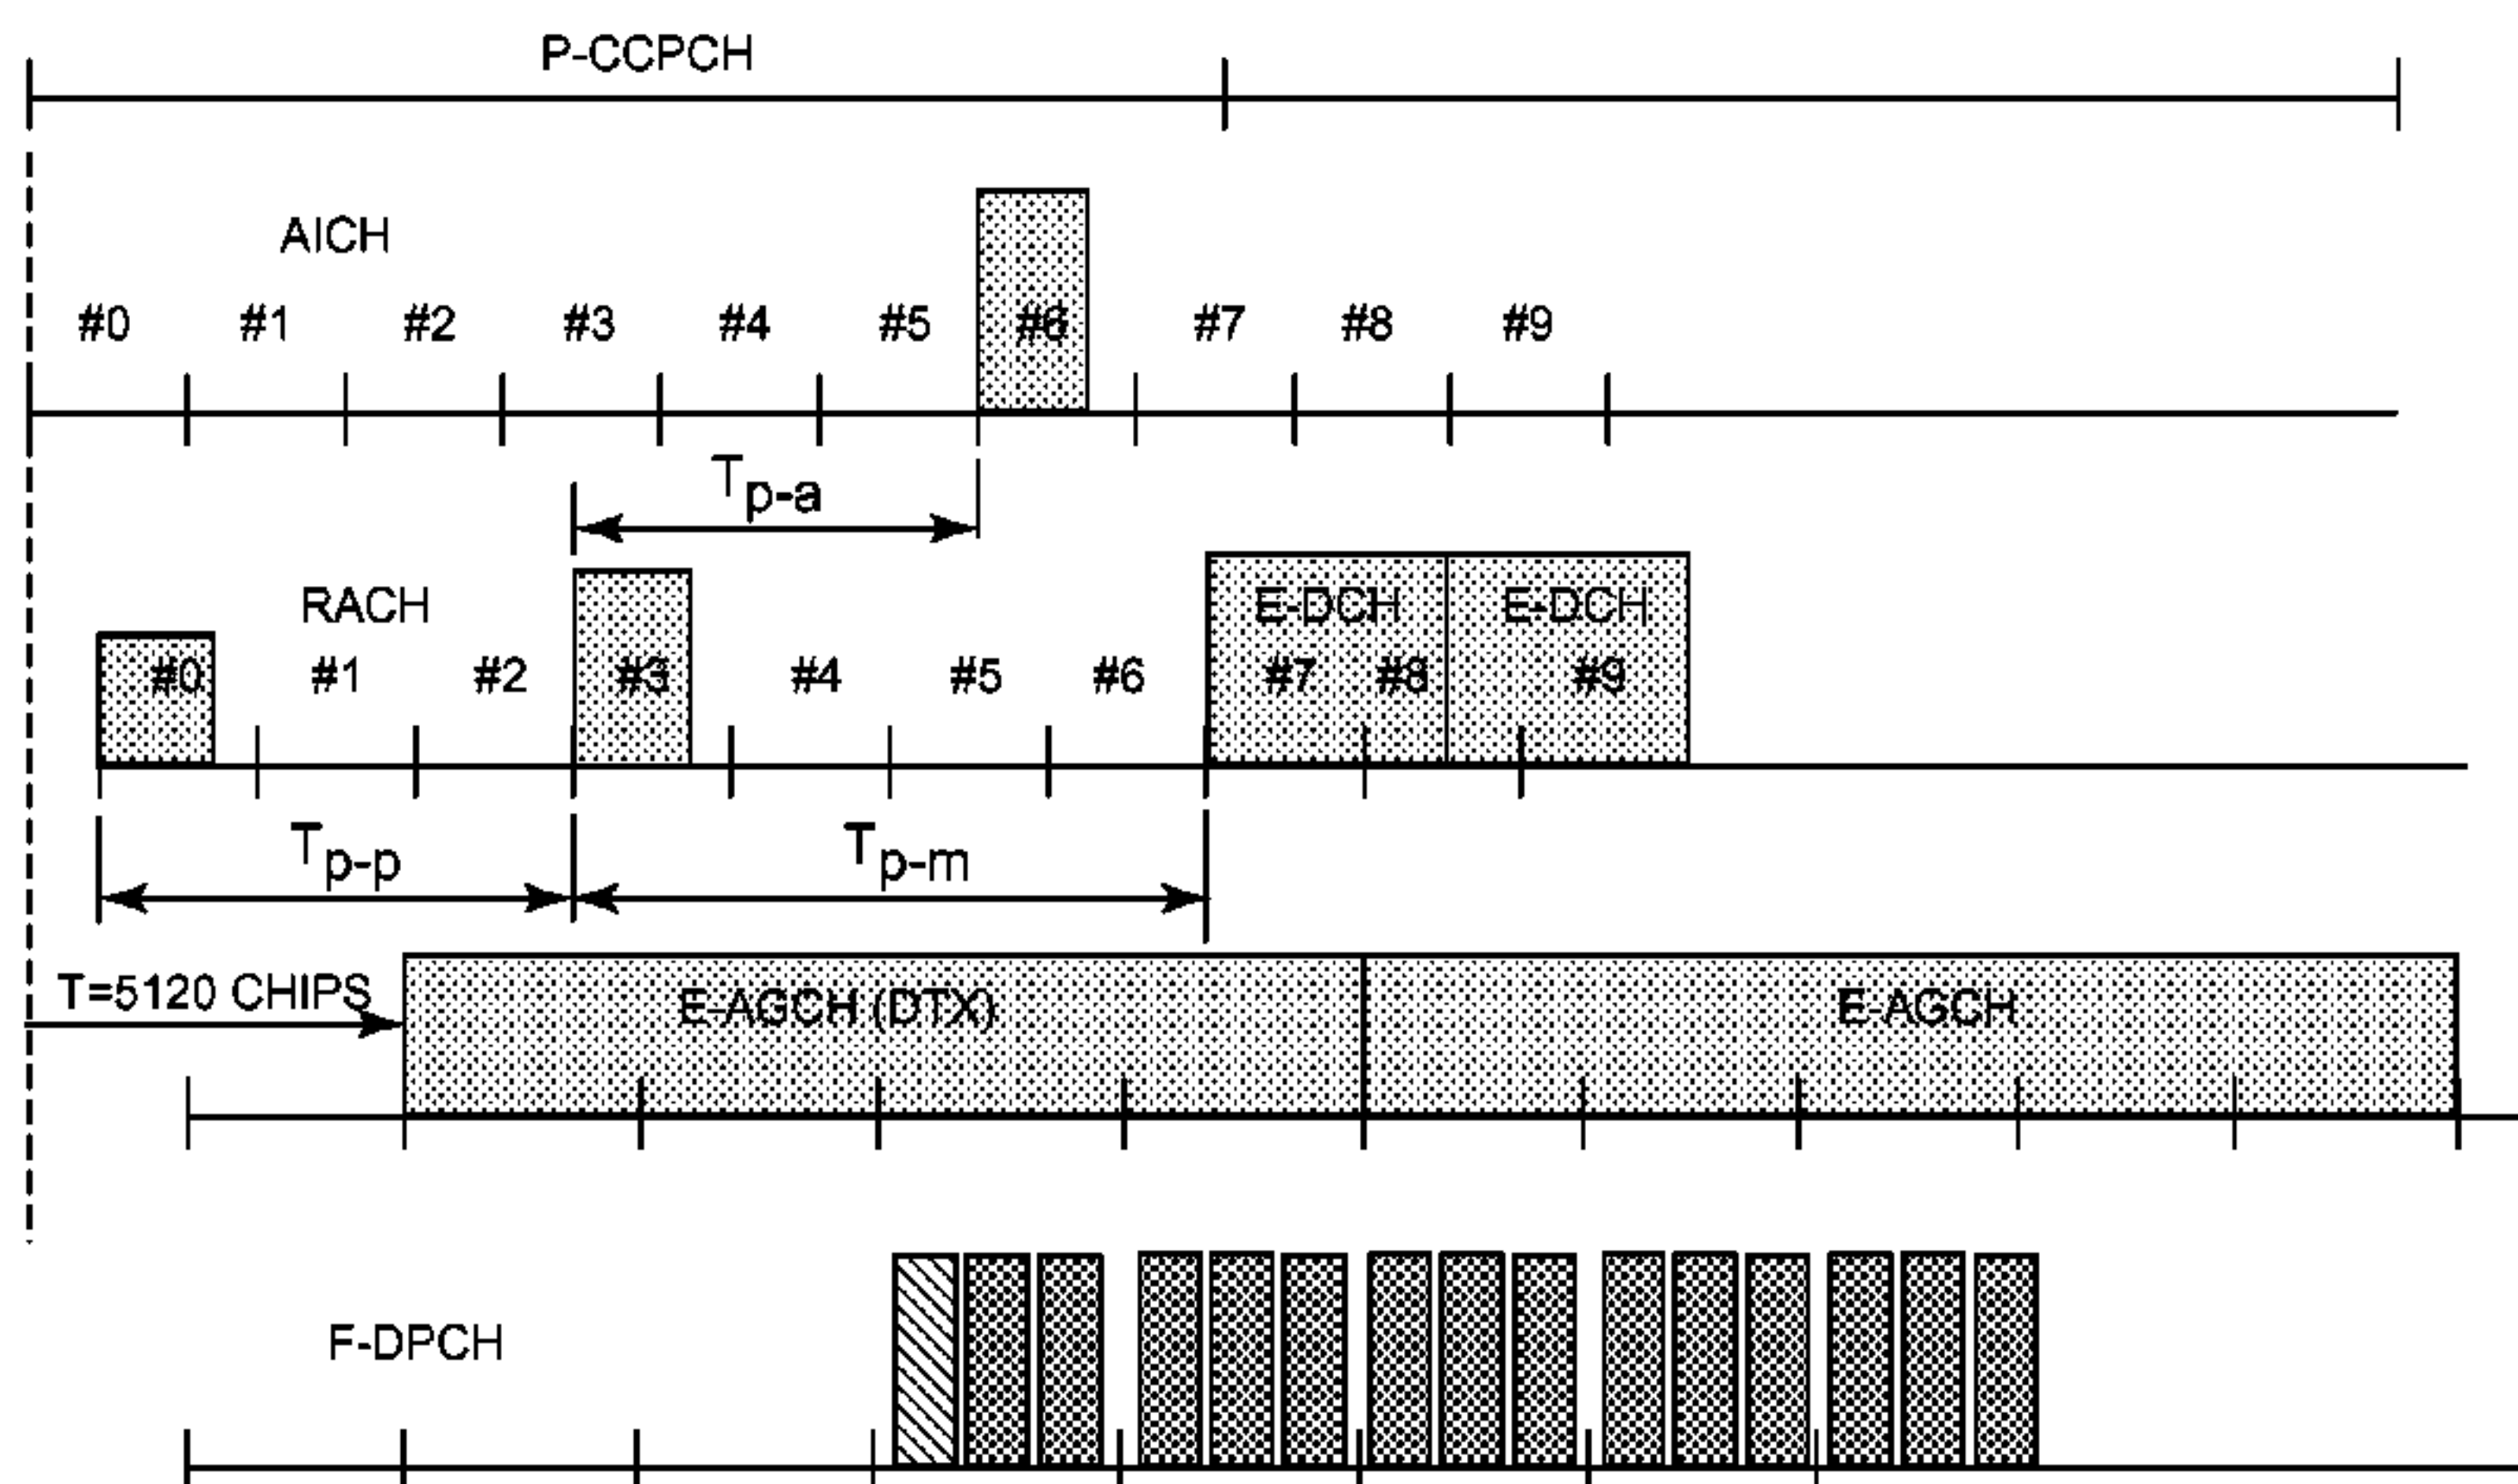 P-CCPCH
AICH
#0 #1 #2 #3 #4 #5 #6 #7 #8 #9
Tp-a
RACH
E-DCH E-DCH
#0 #1 #2 #3 #4 #5 #6 #7 #8 #9
Tp-p Tp-m
T=5120 CHIPS
E-AGCH (DTX) E-AGCH
F-DPCH